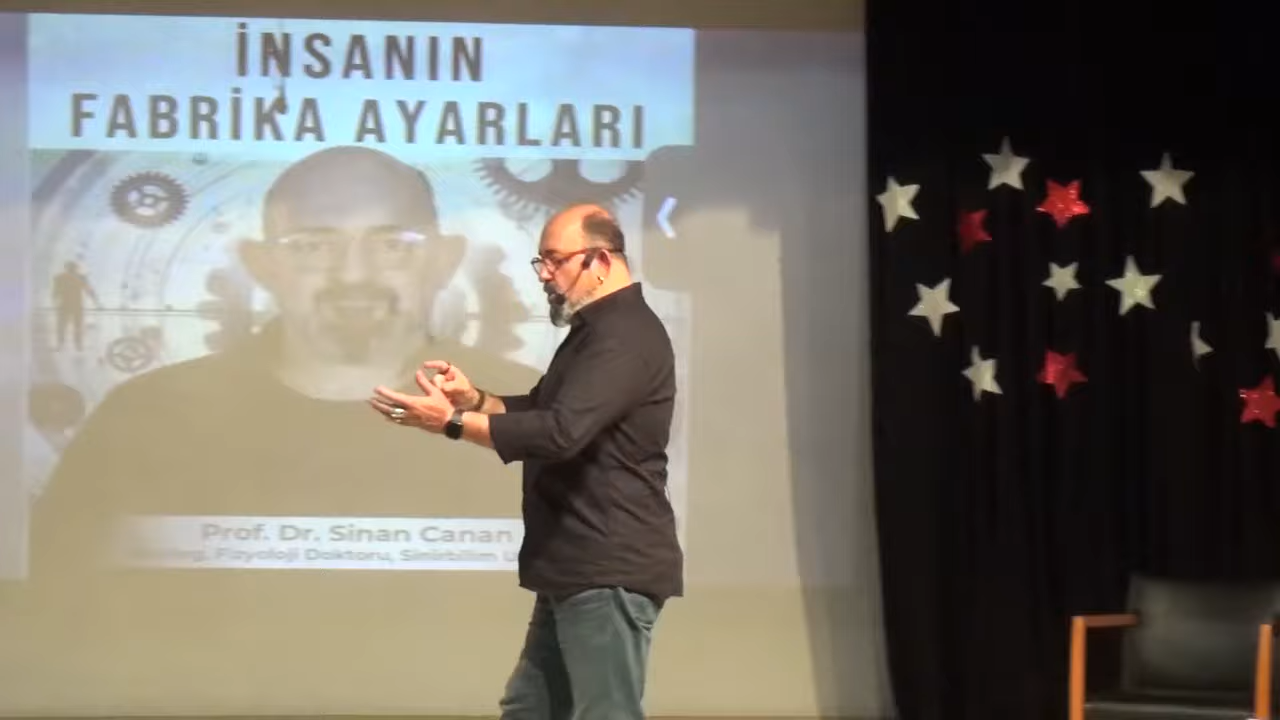 İNSANIN
FABRİKA AYARLARI
Prof. Dr. Sinan Canan
Fizyoloji Doktoru, Sinirbilim